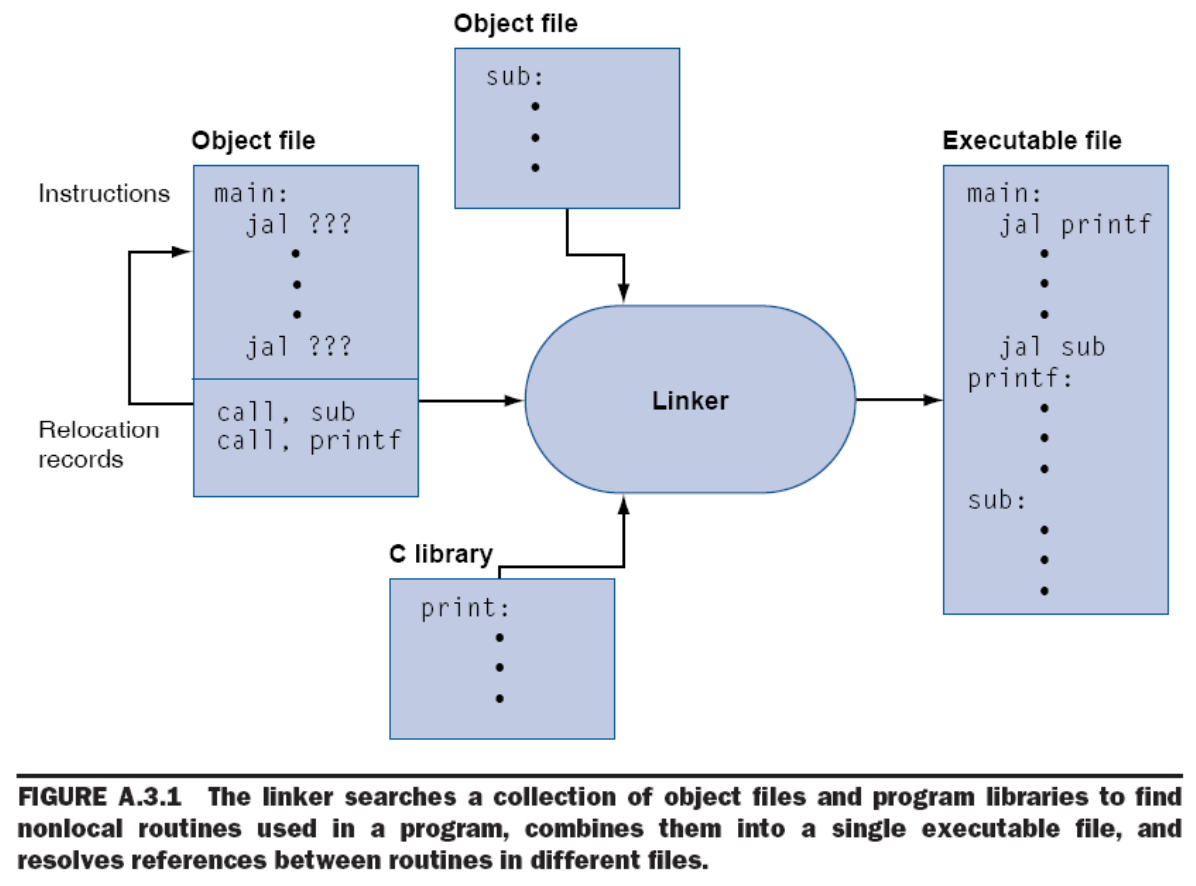 Object file
sub:
Object file
Instructions
main:
jal ???
jal ???
Relocation
records
call, sub
call, printf
Linker
C library
print:
Executable file
main:
jal printf
jal sub
printf:
sub:
FIGURE A.3.1 The linker searches a collection of object files and program libraries to find
nonlocal routines used in a program, combines them into a single executable file, and
resolves references between routines in different files.